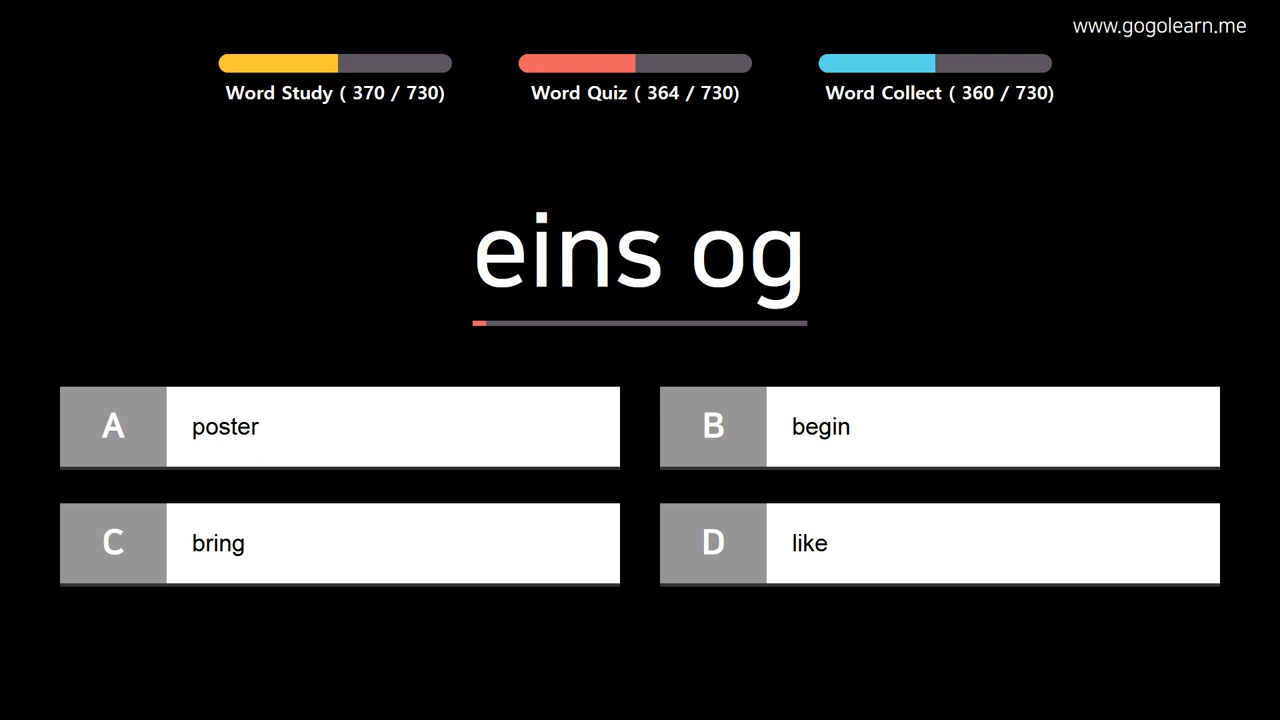 www.gogolearn.me
Word Study ( 370 / 730)
Word Quiz ( 364 / 730)
Word Collect ( 360 / 730)
eins og
A
poster
B
begin
C
bring
D
like